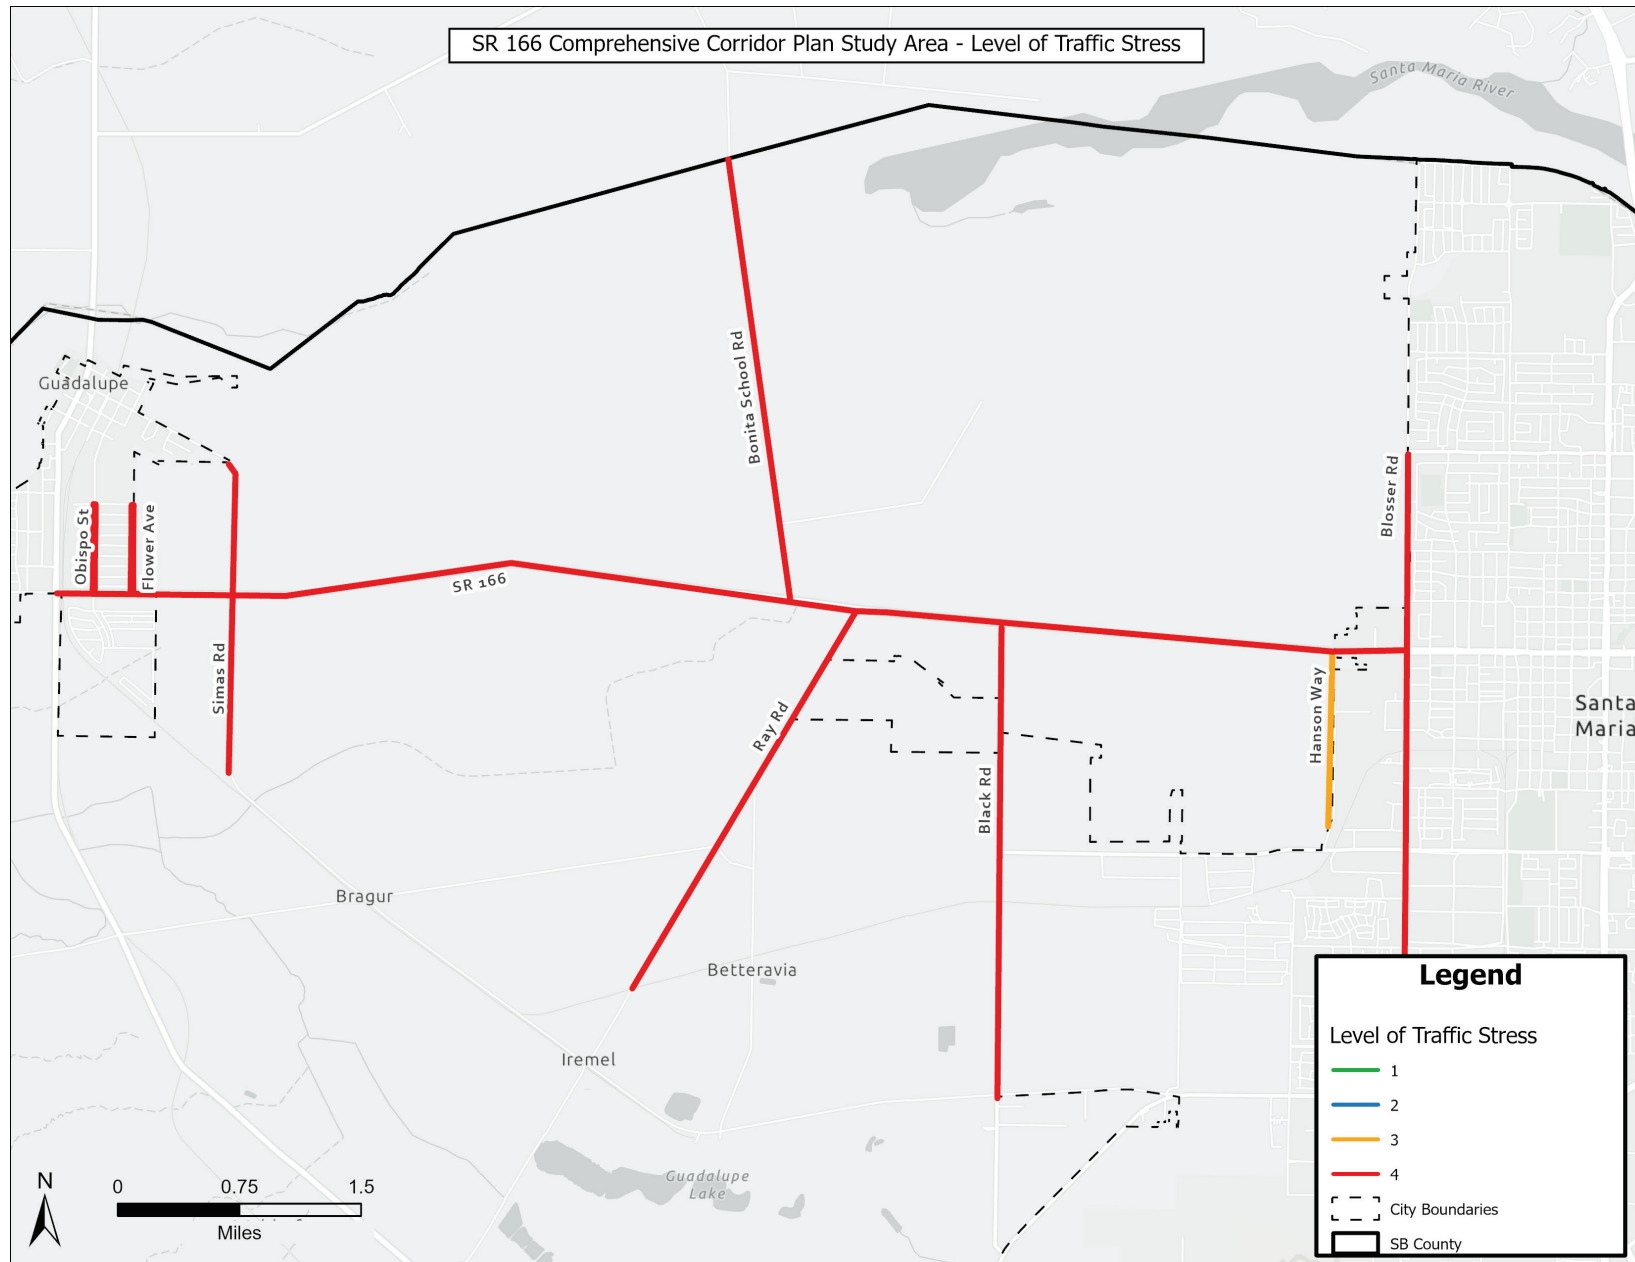 SR 166 Comprehensive Corridor Plan Study Area - Level of Traffic Stress
Santa Maria River
Guadalupe
Bonita School Rd
Blosser Rd
Obispo St
Flower Ave
SR 166
Simas Rd
Ray Rd
Black Rd
Hanson Way
Santa
Maria
Bragur
Betteravia
Iremel
Guadalupe
Lake
N
0 0.75 1.5
Miles
Legend
Level of Traffic Stress
1
2
3
4
City Boundaries
SB County